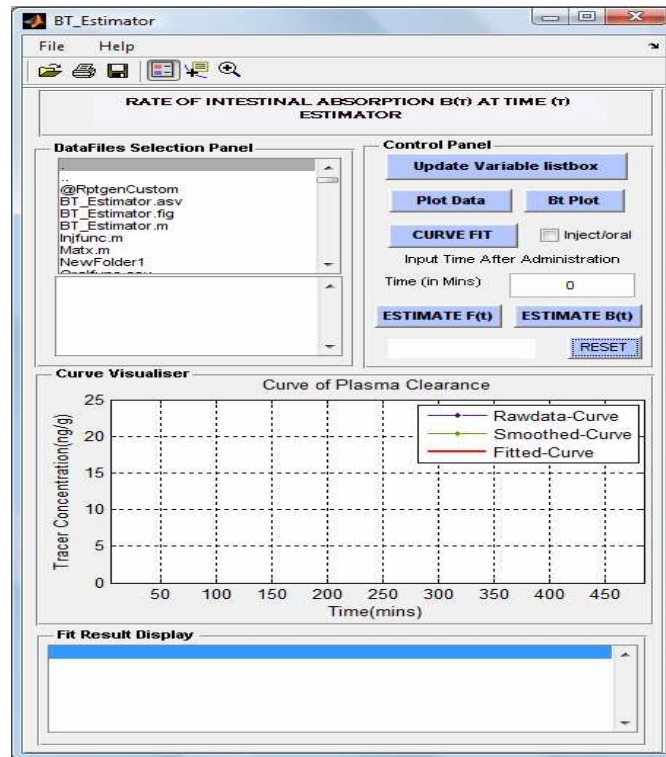 BT_Estimator
File Help
RATE OF INTESTINAL ABSORPTION B(T) AT TIME (T)
ESTIMATOR
DataFiles Selection Panel
.
..
@RptgenCustom
BT_Estimator.asv
BT_Estimator.fig
BT_Estimator.m
Injfunc.m
Matx.m
NewFolder1
Control Panel
Update Variable listbox
Plot Data Bt Plot
CURVE FIT Inject/oral
Input Time After Administration
Time (in Mins) 0
ESTIMATE F(t) ESTIMATE B(t)
RESET
Curve Visualiser
Curve of Plasma Clearance
Tracer Concentration(ng/g)
25
20
15
10
5
0
Rawdata-Curve
Smoothed-Curve
Fitted-Curve
50 100 150 200 250 300 350 400 450
Time(mins)
Fit Result Display